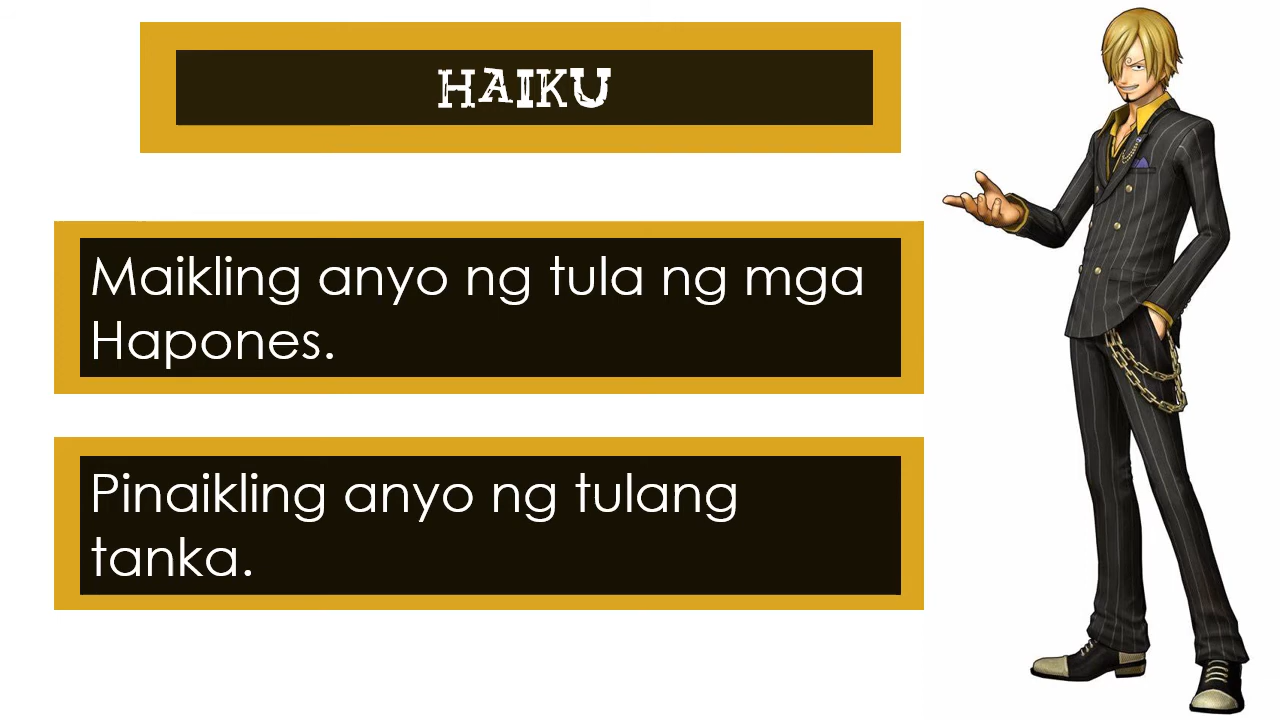 HAIKU
Maikling anyo ng tula ng mga
Hapones.
Pinaikling anyo ng tulang
tanka.